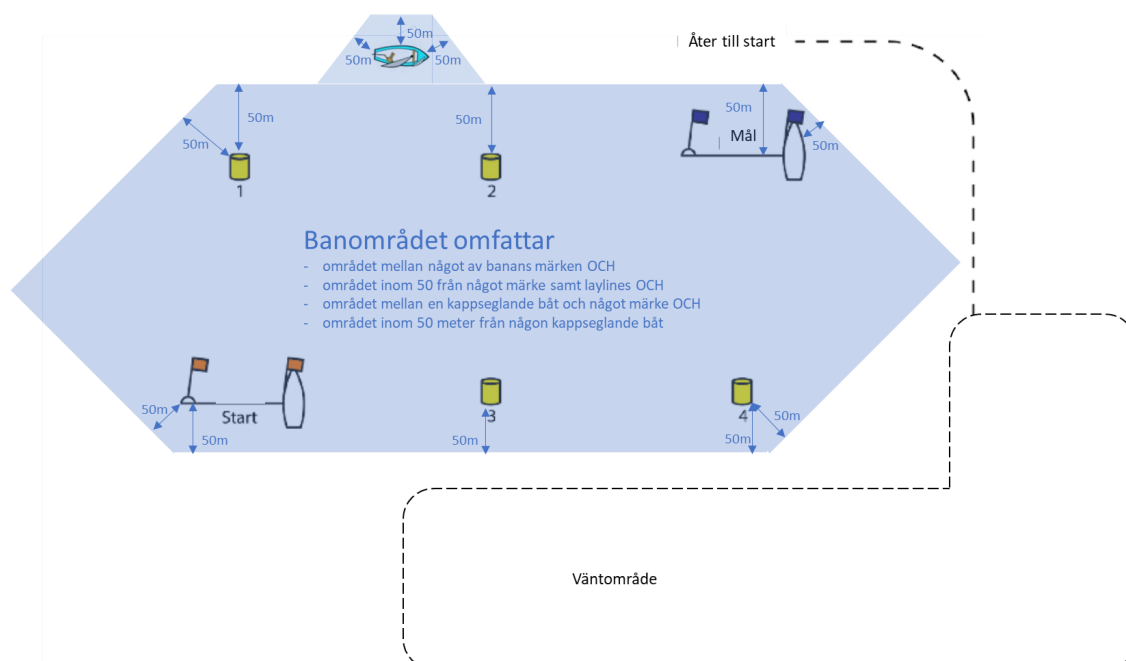 50m
Åter till start
50m
50m
50m
50m
50m
Mål
50m
50m
1
2
Banområdet omfattar
- området mellan något av banans märken OCH
- området inom 50 från något märke samt laylines OCH
- området mellan en kappseglande båt och något märke OCH
- området inom 50 meter från någon kappseglande båt
50m
Start
3
4
50m
50m
50m
50m
Väntområde